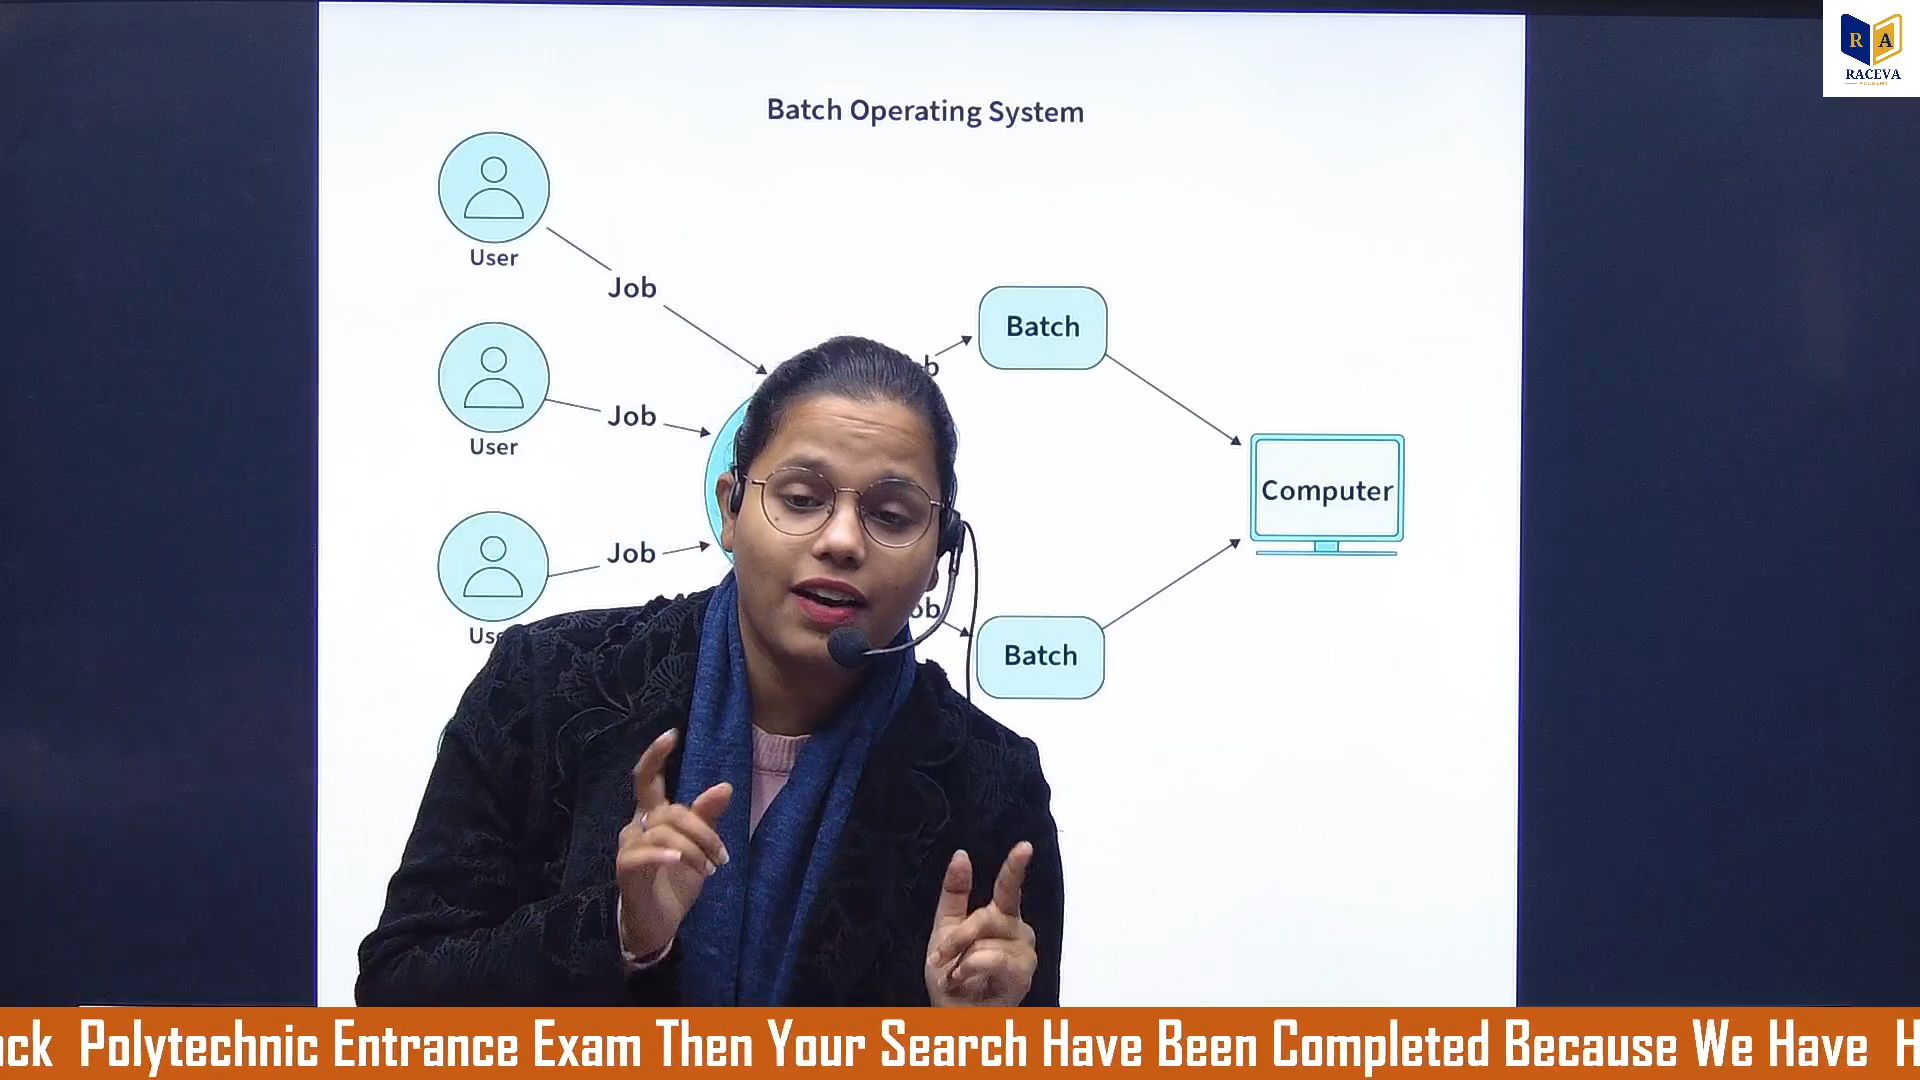 R A
RACEVA
ACADEMY
Batch Operating System
User
Job
Batch
User
Job
Computer
Job
Batch
Polytechnic Entrance Exam Then Your Search Have Been Completed Because We Have